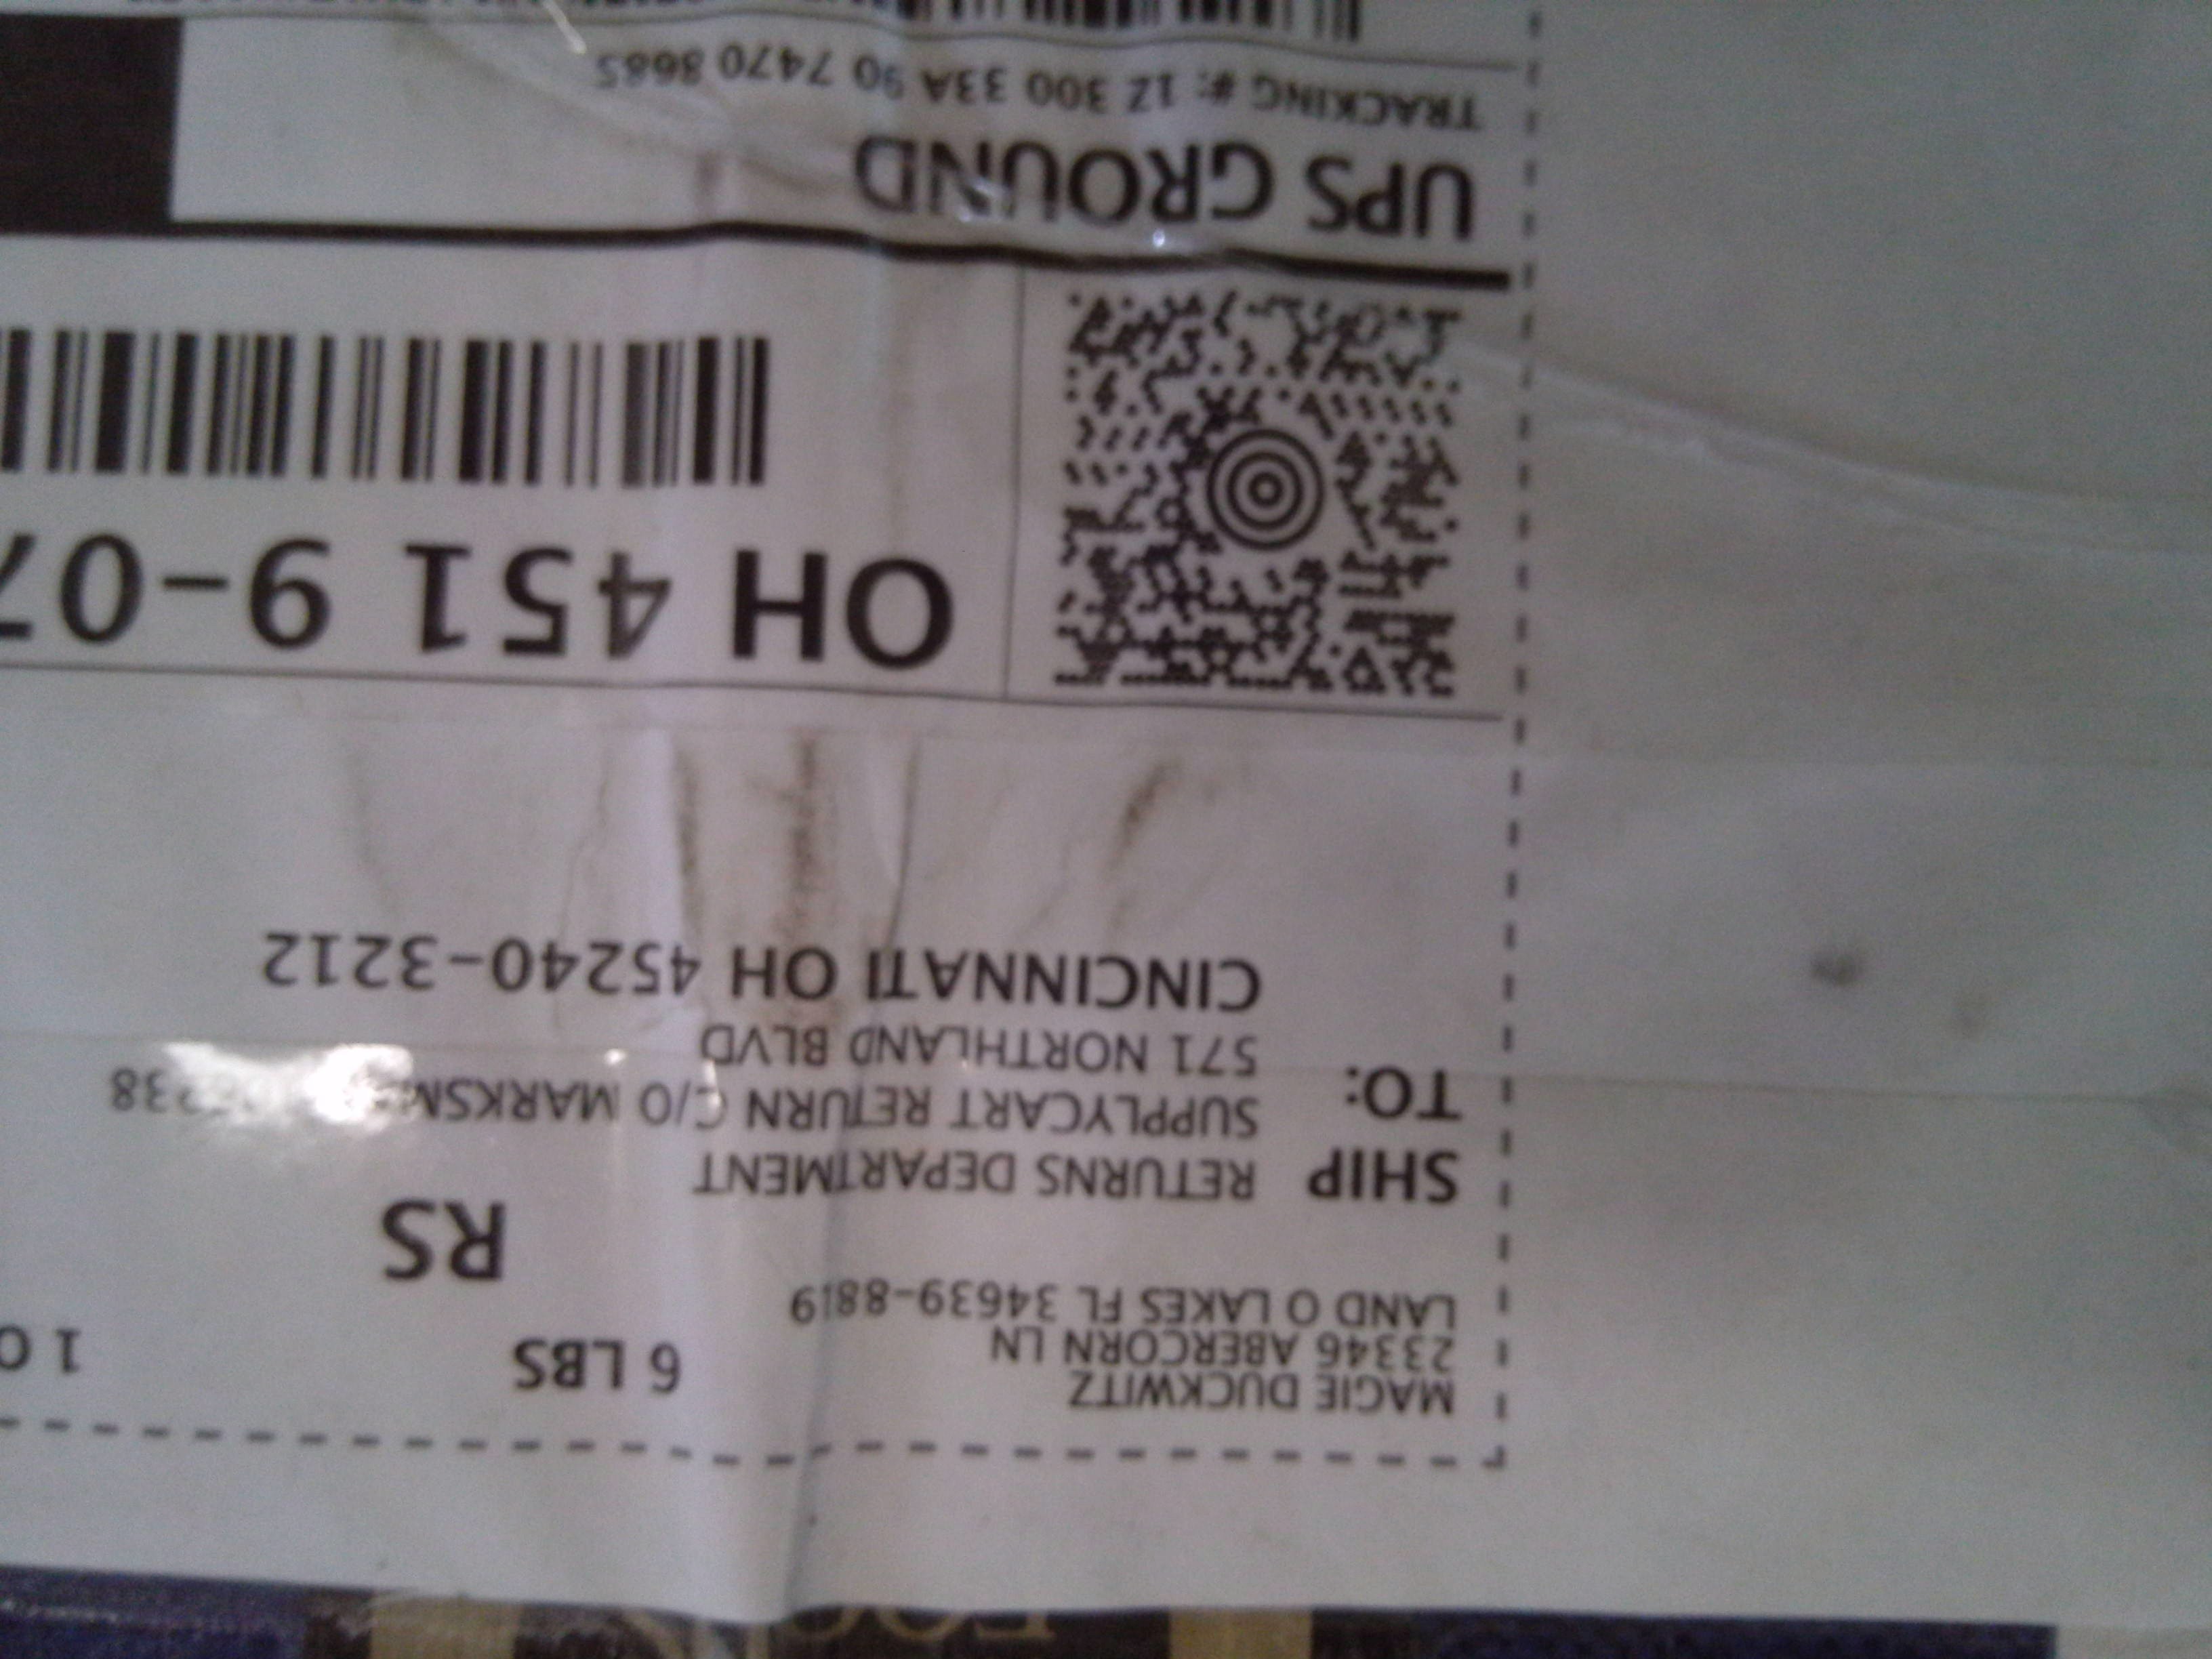 MAGIE DUCKWITZ
23346 ABERCORN LN
LAND O LAKES FL 34639-8819
6 LBS
1 O
RS
SHIP TO:
RETURNS DEPARTMENT
SUPPLYCART RETURN C/O
571 NORTHLAND BLVD
CINCINNATI OH 45240-3212
OH 451 9-07
UPS GROUND
TRACKING #: 1Z 300 33A 90 7470 8685